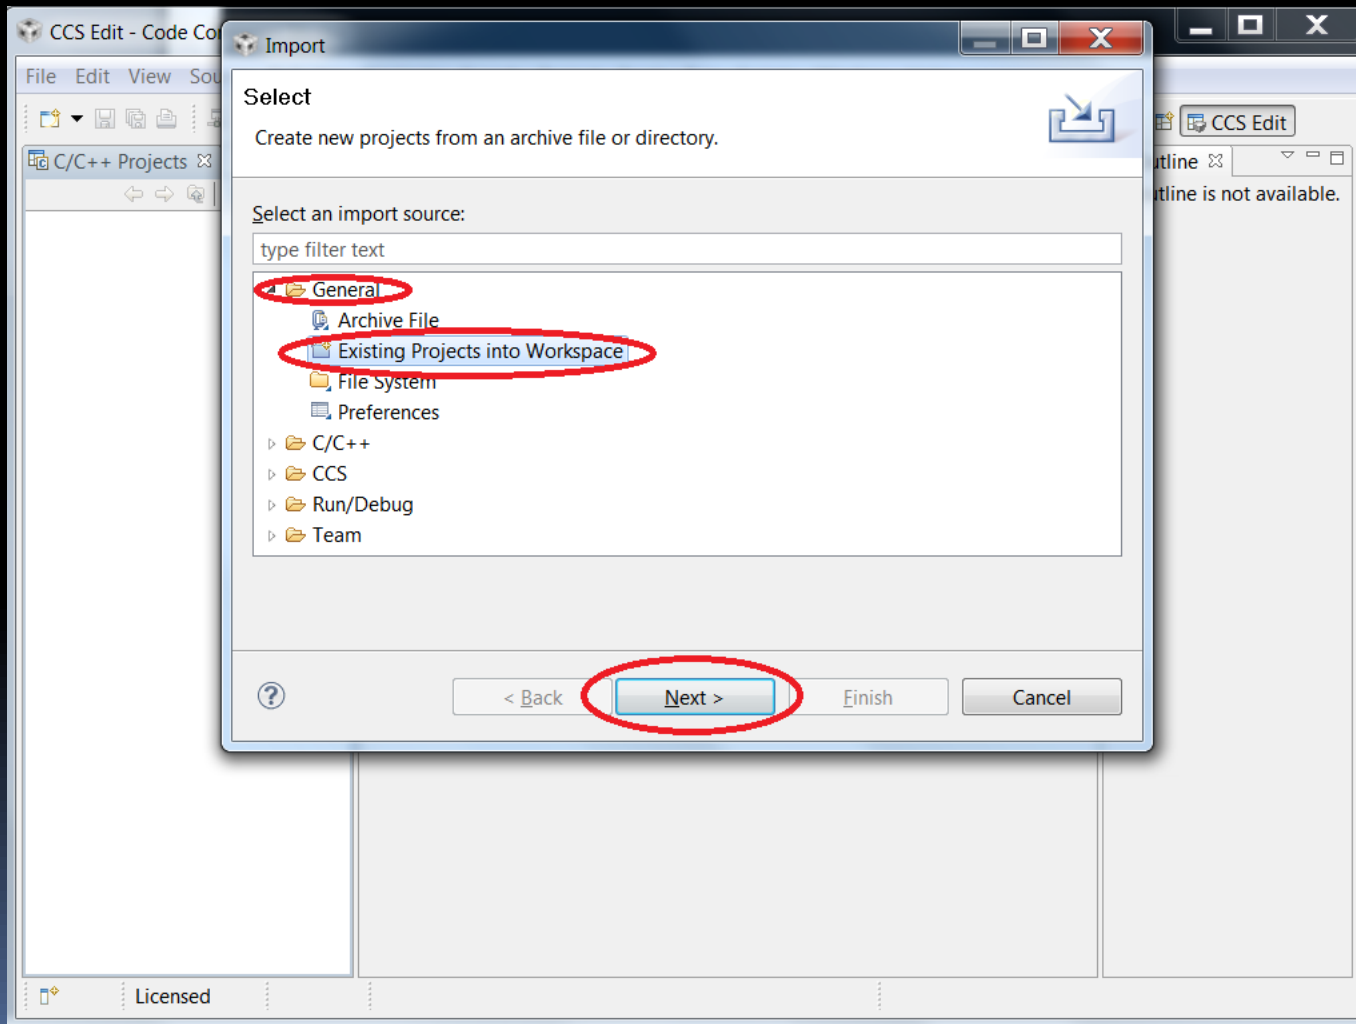 CCS Edit - Code Co
Import
File Edit View Sou
Select
Create new projects from an archive file or directory.
CCS Edit
C/C++ Projects
utline
utline is not available.
Select an import source:
type filter text
General
Archive File
Existing Projects into Workspace
File System
Preferences
C/C++
CCS
Run/Debug
Team
< Back
Next >
Finish
Cancel
Licensed